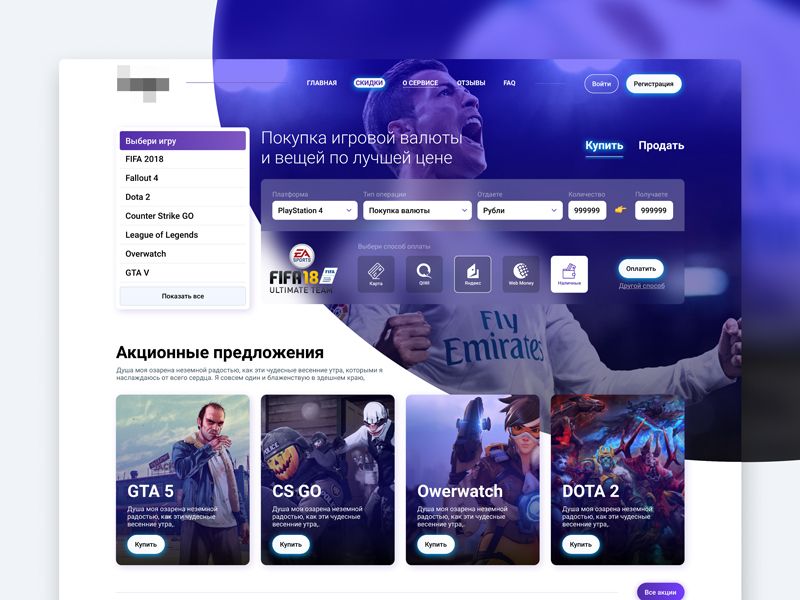 ГЛАВНАЯ
СКИДКИ
О СЕРВИСЕ
ОТЗЫВЫ
FAQ
Войти
Регистрация
Выбери игру
FIFA 2018
Fallout 4
Dota 2
Counter Strike GO
League of Legends
Owerwatch
GTA V
Показать все
Покупка игровой валюты
и вещей по лучшей цене
Купить
Продать
Платформа
Тип операции
Отдаете
Количество
Получаете
PlayStation 4
Покупка валюты
Рубли
999999
999999
EA
SPORTS
FIFA18
FIFA
ULTIMATE TEAM
Выбери способ оплаты
Карта
QIWI
Яндекс
Web Money
Наличные
Оплатить
Другой способ
Fly
Emirates
Акционные предложения
Душа моя озарена неземной радостью, как эти чудесные весенние утра, которыми я
наслаждаюсь от всего сердца. Я совсем один и блаженствую в здешнем краю,
GTA 5
Душа моя озарена неземной
радостью, как эти чудесные
весенние утра,
Купить
POLICE
CS GO
Душа моя озарена неземной
радостью, как эти чудесные
весенние утра,
Купить
Owerwatch
Душа моя озарена неземной
радостью, как эти чудесные
весенние утра,
Купить
DOTA 2
Душа моя озарена неземной
радостью, как эти чудесные
весенние утра,
Купить
Все акции